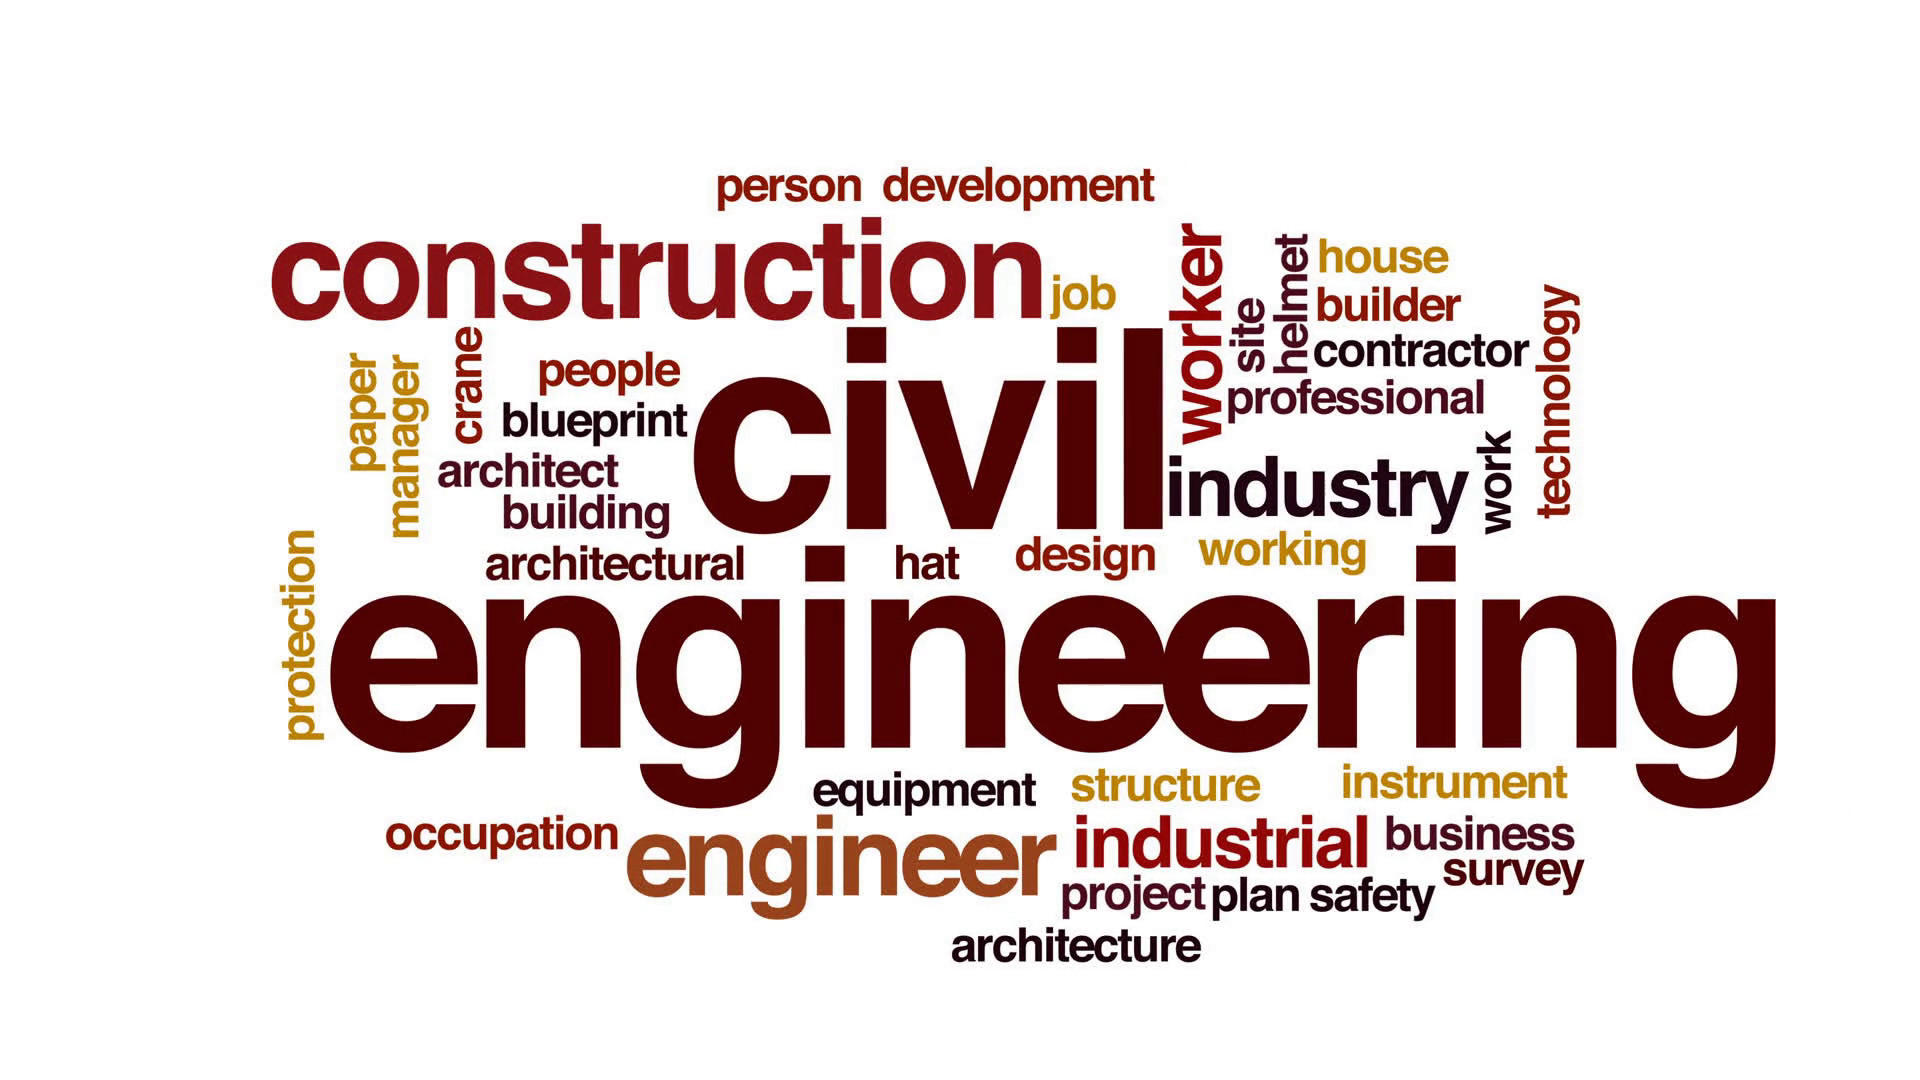 person development
construction
job
worker
site
helmet
house
builder
contractor
professional
technology
paper
manager
crane
people
blueprint
architect
building
civil
industry
work
architectural
hat
design
working
protection
engineering
equipment
structure
instrument
occupation
engineer
industrial
business
survey
project
plan
safety
architecture